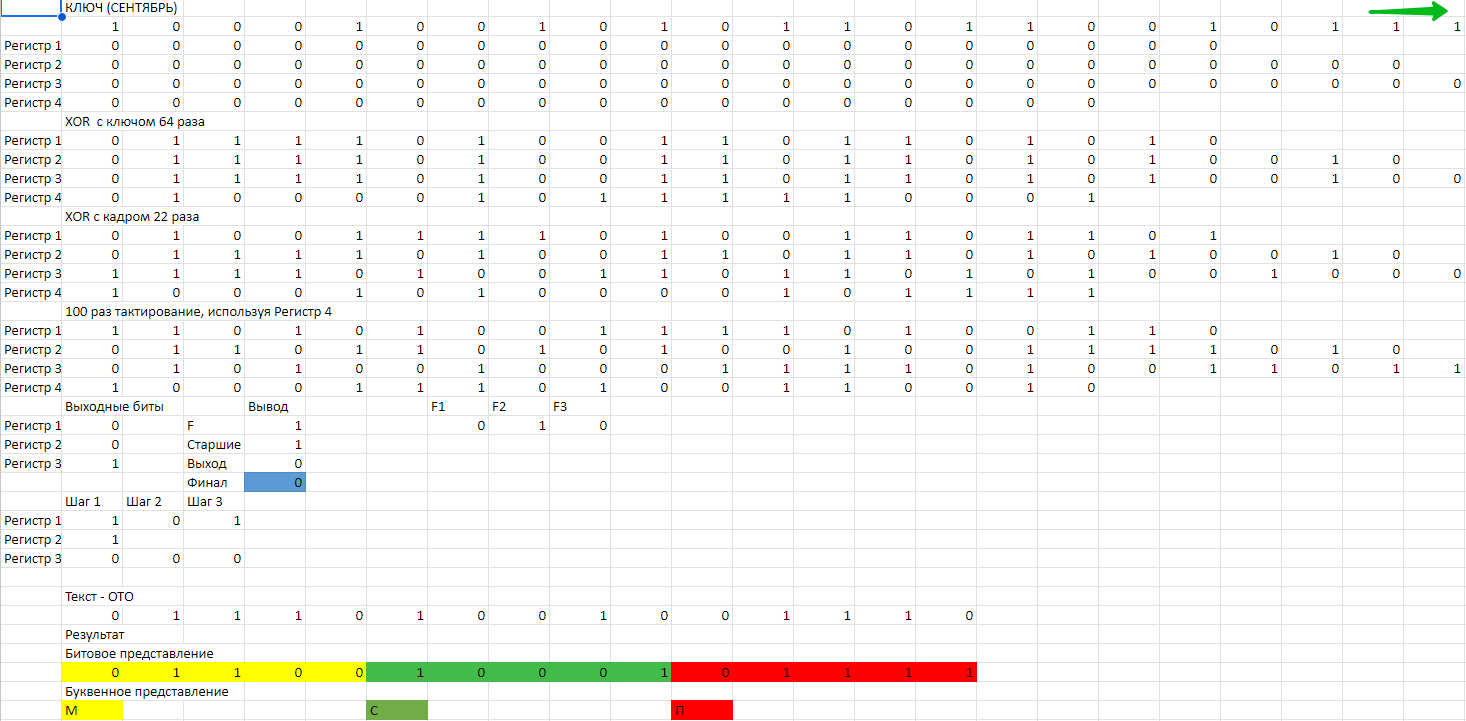 КЛЮЧ (СЕНТЯБРЬ)
1 0 0 0 1 0 0 1 0 1 0 1 1 0 1 1 0 0 1 0 1 1 1
Регистр 1 0 0 0 0 0 0 0 0 0 0 0 0 0 0 0 0 0 0 0
Регистр 2 0 0 0 0 0 0 0 0 0 0 0 0 0 0 0 0 0 0 0 0 0 0
Регистр 3 0 0 0 0 0 0 0 0 0 0 0 0 0 0 0 0 0 0 0 0 0 0 0
Регистр 4 0 0 0 0 0 0 0 0 0 0 0 0 0 0 0 0 0
XOR с ключом 64 раза
Регистр 1 0 1 1 1 1 0 1 0 0 1 1 0 1 1 0 1 0 1 0
Регистр 2 0 1 1 1 1 0 1 0 0 1 1 0 1 1 0 1 0 1 0 0 1 0
Регистр 3 0 1 1 1 1 0 1 0 0 1 1 0 1 1 0 1 0 1 0 0 1 0 0
Регистр 4 0 1 0 0 0 0 1 0 1 1 1 1 1 0 0 0 1
XOR с кадром 22 раза
Регистр 1 0 1 0 0 1 1 1 1 0 1 0 0 1 1 0 1 1 0 1
Регистр 2 0 1 1 1 1 0 1 0 0 1 1 0 1 1 0 1 0 1 0 0 1 0
Регистр 3 1 1 1 1 0 1 0 0 1 1 0 1 1 0 1 0 1 0 0 1 0 0 0
Регистр 4 1 0 0 0 1 0 1 0 0 0 0 1 0 1 1 1 1
100 раз тактирование, используя Регистр 4
Регистр 1 1 1 0 1 0 1 0 0 1 1 1 1 0 1 0 0 1 1 0
Регистр 2 0 1 1 0 1 1 0 1 0 1 0 0 1 0 0 1 1 1 1 0 1 0
Регистр 3 0 1 0 1 0 0 1 0 0 0 1 1 1 1 0 1 0 0 1 1 0 1 1
Регистр 4 1 0 0 0 1 1 1 0 1 0 0 1 1 0 0 1 0
Выходные биты Вывод F1 F2 F3
Регистр 1 0 F 1 0 1 0
Регистр 2 0 Старшие 1
Регистр 3 1 Выход 0
Финал 0
Шаг 1 Шаг 2 Шаг 3
Регистр 1 1 0 1
Регистр 2 1
Регистр 3 0 0 0
Текст - ОТО
0 1 1 1 0 1 0 0 1 0 0 1 1 1 0
Результат
Битовое представление
0 1 1 0 0 1 0 0 0 1 0 1 1 1 1
Буквенное представление
М С П